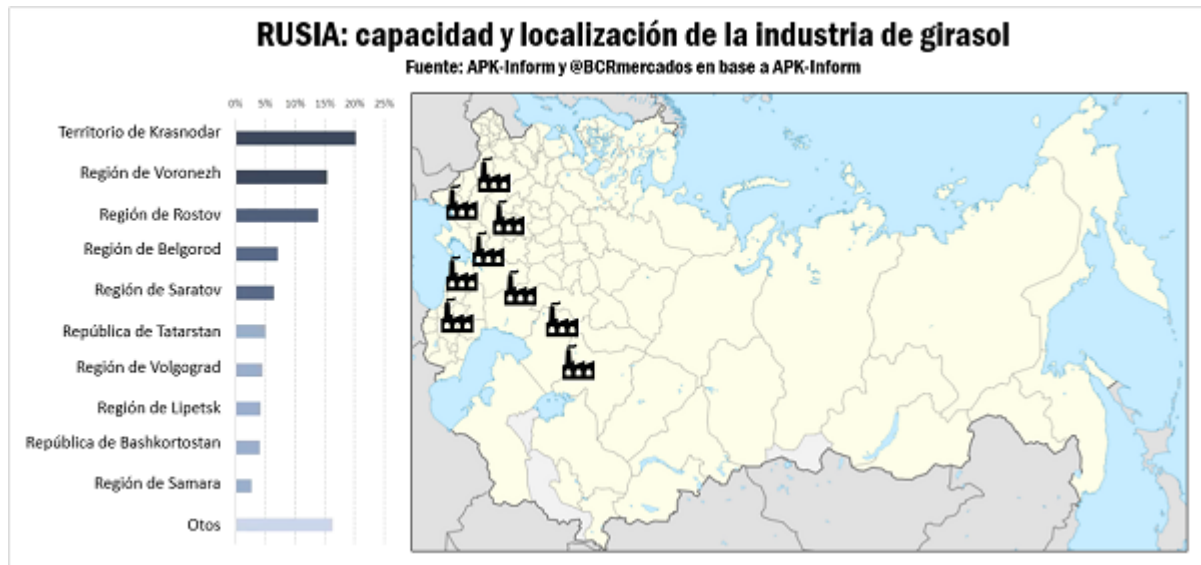 RUSIA: capacidad y localización de la industria de girasol
Fuente: APK-Inform y @BCRmercados en base a APK-Inform
0% 5% 10% 15% 20% 25%
Territorio de Krasnodar
Región de Voronezh
Región de Rostov
Región de Belgorod
Región de Saratov
República de Tatarstan
Región de Volgograd
Región de Lipetsk
República de Bashkortostan
Región de Samara
Otos